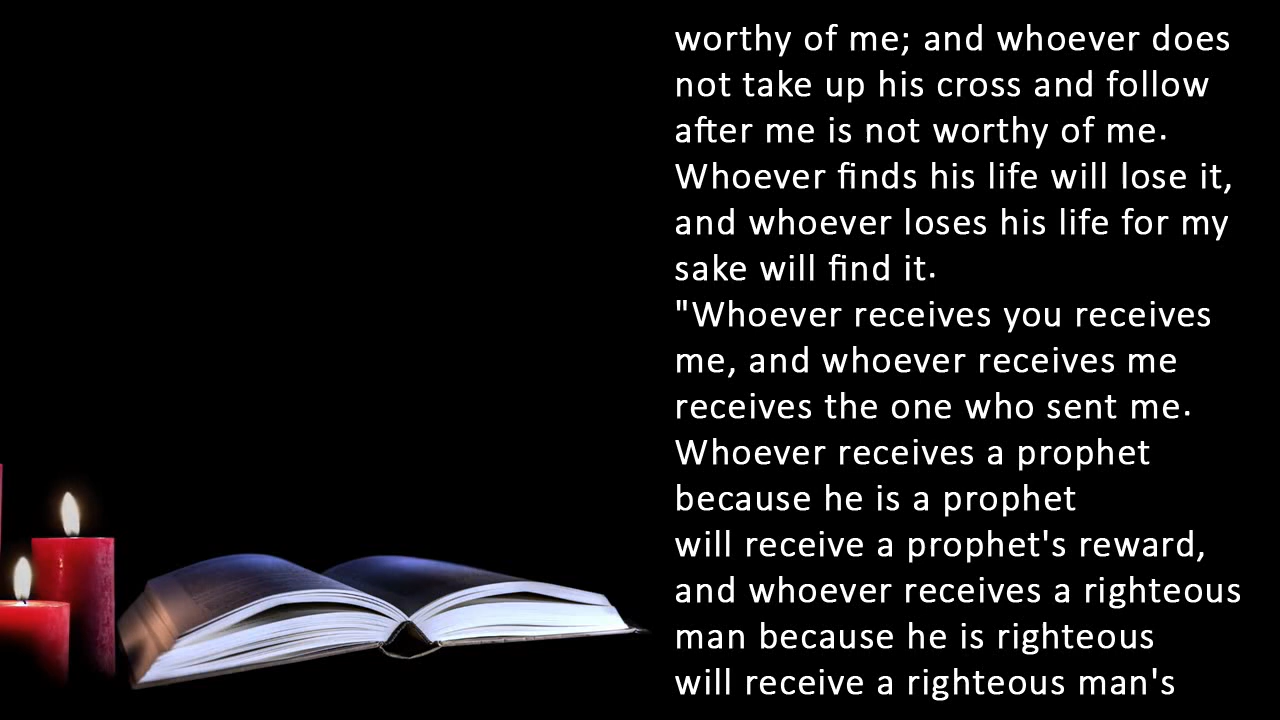 worthy of me; and whoever does
not take up his cross and follow
after me is not worthy of me.
Whoever finds his life will lose it,
and whoever loses his life for my
sake will find it.
"Whoever receives you receives
me, and whoever receives me
receives the one who sent me.
Whoever receives a prophet
because he is a prophet
will receive a prophet's reward,
and whoever receives a righteous
man because he is righteous
will receive a righteous man's